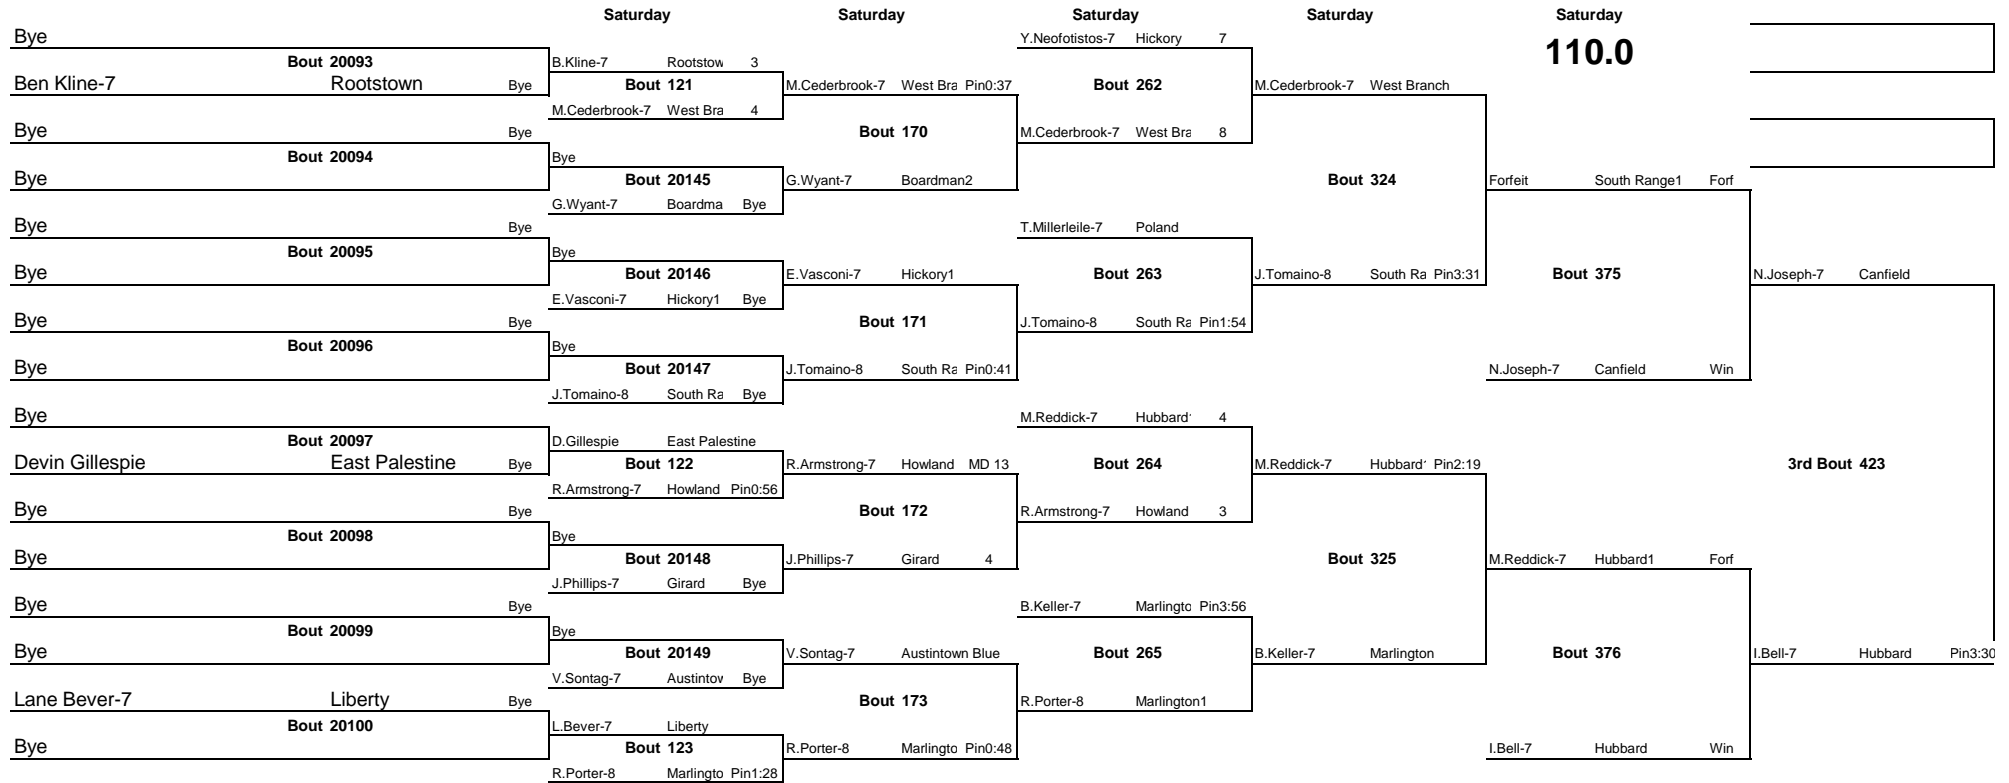 Saturday Saturday Saturday Saturday Saturday
Bye
Y.Neofotistos-7 Hickory 7
110.0
Bout 20093
B.Kline-7 Rootstow 3
Ben Kline-7 Rootstown Bye
Bout 121
M.Cederbrook-7 West Bra Pin0:37
Bout 262
M.Cederbrook-7 West Branch
M.Cederbrook-7 West Bra 4
Bye Bye
Bout 170
M.Cederbrook-7 West Bra 8
Bout 20094
Bye
Bye
Bout 20145
G.Wyant-7 Boardman2
Bout 324
Forfeit South Range1 Forf
G.Wyant-7 Boardma Bye
Bye Bye
T.Millerleile-7 Poland
Bout 20095
Bye
Bye
Bout 20146
E.Vasconi-7 Hickory1
Bout 263
J.Tomaino-8 South Ra Pin3:31
Bout 375
N.Joseph-7 Canfield
E.Vasconi-7 Hickory1 Bye
Bye Bye
Bout 171
J.Tomaino-8 South Ra Pin1:54
Bout 20096
Bye
Bye
Bout 20147
J.Tomaino-8 South Ra Pin0:41
N.Joseph-7 Canfield Win
J.Tomaino-8 South Ra Bye
Bye
M.Reddick-7 Hubbard 4
Bout 20097
D.Gillespie East Palestine
Devin Gillespie East Palestine Bye
Bout 122
R.Armstrong-7 Howland MD 13
Bout 264
M.Reddick-7 Hubbard Pin2:19
3rd Bout 423
R.Armstrong-7 Howland Pin0:56
Bye Bye
Bout 172
R.Armstrong-7 Howland 3
Bout 20098
Bye
Bye
Bout 20148
J.Phillips-7 Girard 4
Bout 325
M.Reddick-7 Hubbard1 Forf
J.Phillips-7 Girard Bye
Bye Bye
B.Keller-7 Marlingto Pin3:56
Bout 20099
Bye
Bye
Bout 20149
V.Sontag-7 Austintown Blue
Bout 265
B.Keller-7 Marlington
Bout 376
I.Bell-7 Hubbard Pin3:30
V.Sontag-7 Austintow Bye
Lane Bever-7 Liberty Bye
Bout 173
R.Porter-8 Marlington1
Bout 20100
L.Bever-7 Liberty
Bye
Bout 123
R.Porter-8 Marlingto Pin0:48
I.Bell-7 Hubbard Win
R.Porter-8 Marlingto Pin1:28